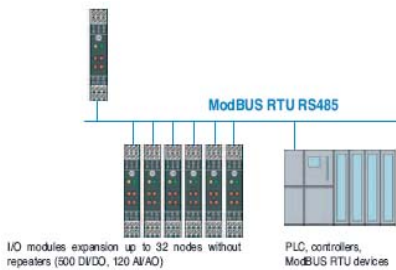 ModBUS RTU RS485
I/O modules expansion up to 32 nodes without
repeaters (500 DI/DO, 120 AI/AO)
PLC, controllers,
ModBUS RTU devices